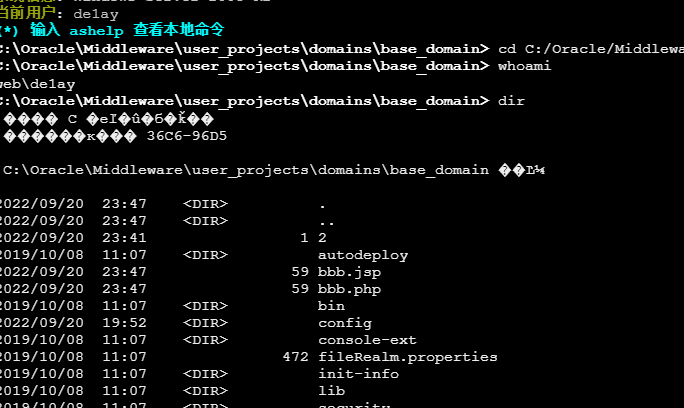 当前用户: de1ay
(*) 输入 ashelp 查看本地命令
C:\Oracle\Middleware\user_projects\domains\base_domain> cd C:/Oracle/Middlewa
C:\Oracle\Middleware\user_projects\domains\base_domain> whoami
web\de1ay
C:\Oracle\Middleware\user_projects\domains\base_domain> dir
���� C �eI�û�б�ǩ��
������к��� 36C6-96D5
C:\Oracle\Middleware\user_projects\domains\base_domain ��Ŀ¼
2022/09/20  23:47    <DIR>          .
2022/09/20  23:47    <DIR>          ..
2022/09/20  23:41                 1 2
2019/10/08  11:07    <DIR>          autodeploy
2022/09/20  23:47                59 bbb.jsp
2022/09/20  23:47                59 bbb.php
2019/10/08  11:07    <DIR>          bin
2022/09/20  19:52    <DIR>          config
2019/10/08  11:07    <DIR>          console-ext
2019/10/08  11:07               472 fileRealm.properties
2019/10/08  11:07    <DIR>          init-info
2019/10/08  11:07    <DIR>          lib